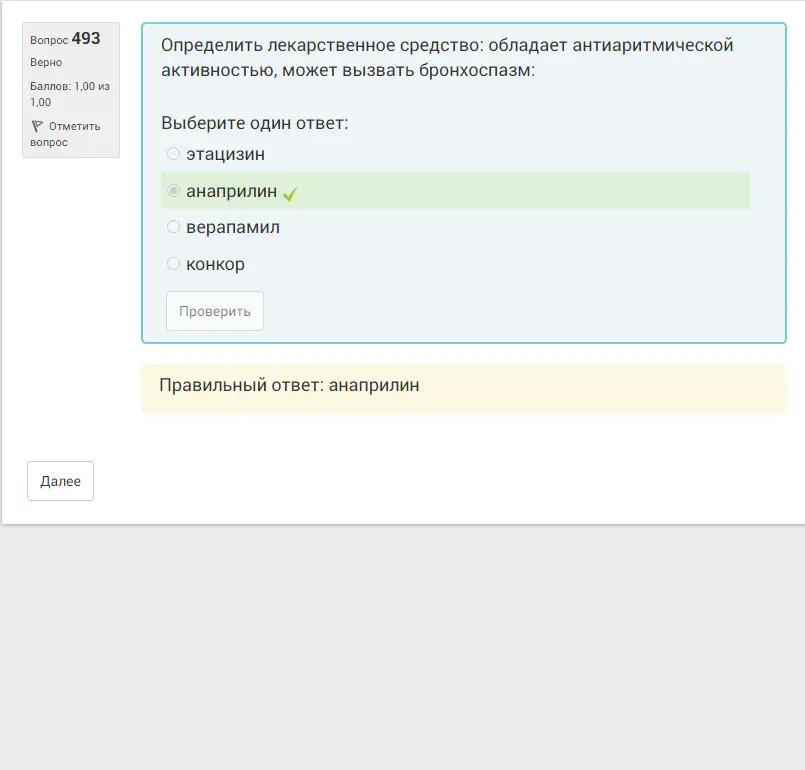 Вопрос 493
Верно
Баллов: 1,00 из
1,00
Отметить
вопрос
Определить лекарственное средство: обладает антиаритмической
активностью, может вызвать бронхоспазм:
Выберите один ответ:
этацизин
анаприлин
верапамил
конкор
Проверить
Правильный ответ: анаприлин
Далее